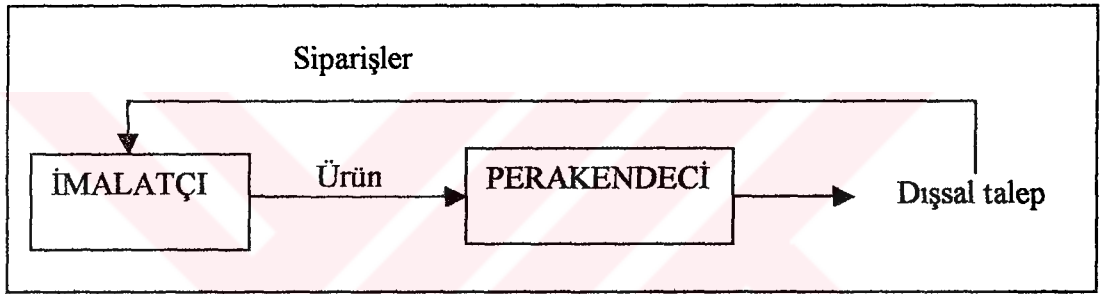 Siparişler
İMALATÇI
Ürün
PERAKENDECİ
Dışsal talep